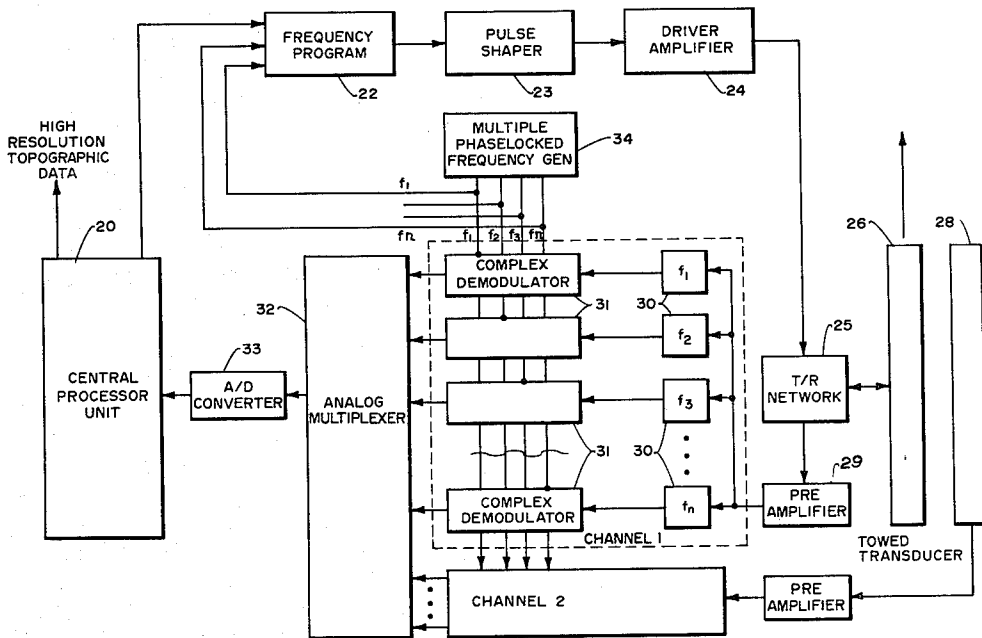 FREQUENCY
PROGRAM
22
PULSE
SHAPER
23
DRIVER
AMPLIFIER
24
HIGH
RESOLUTION
TOPOGRAPHIC
DATA
MULTIPLE
PHASELOCKED
FREQUENCY GEN
34
f1
fn
f1
f2
f3
fn
20
CENTRAL
PROCESSOR
UNIT
33
A/D
CONVERTER
32
ANALOG
MULTIPLEXER
COMPLEX
DEMODULATOR
31
30
f1
f2
f3
31
30
COMPLEX
DEMODULATOR
fn
CHANNEL 1
25
T/R
NETWORK
29
PRE
AMPLIFIER
26
28
TOWED
TRANSDUCER
CHANNEL 2
PRE
AMPLIFIER